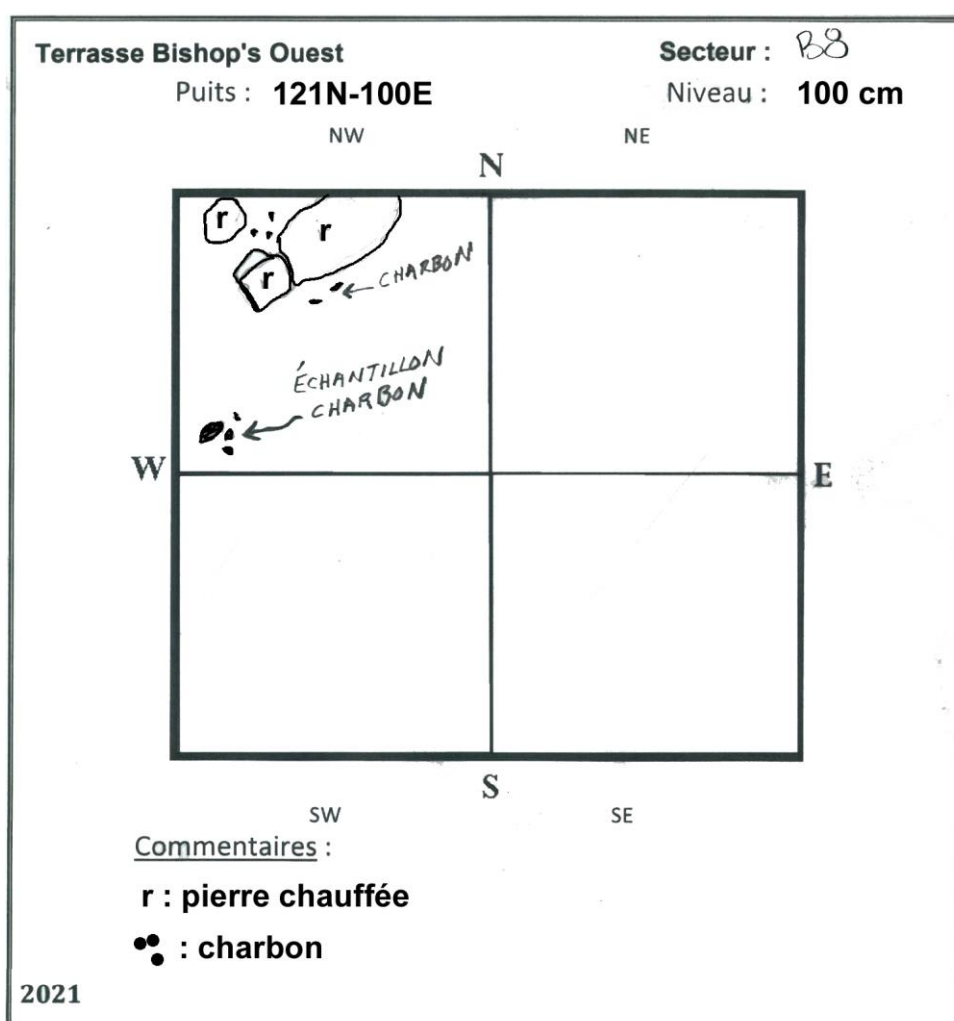 Terrasse Bishop's Ouest
Secteur : B8
Puits : 121N-100E
Niveau : 100 cm
NW
NE
N
r
r
r
CHARBON
ÉCHANTILLON
CHARBON
W
E
S
SW
SE
Commentaires :
r : pierre chauffée
: charbon
2021